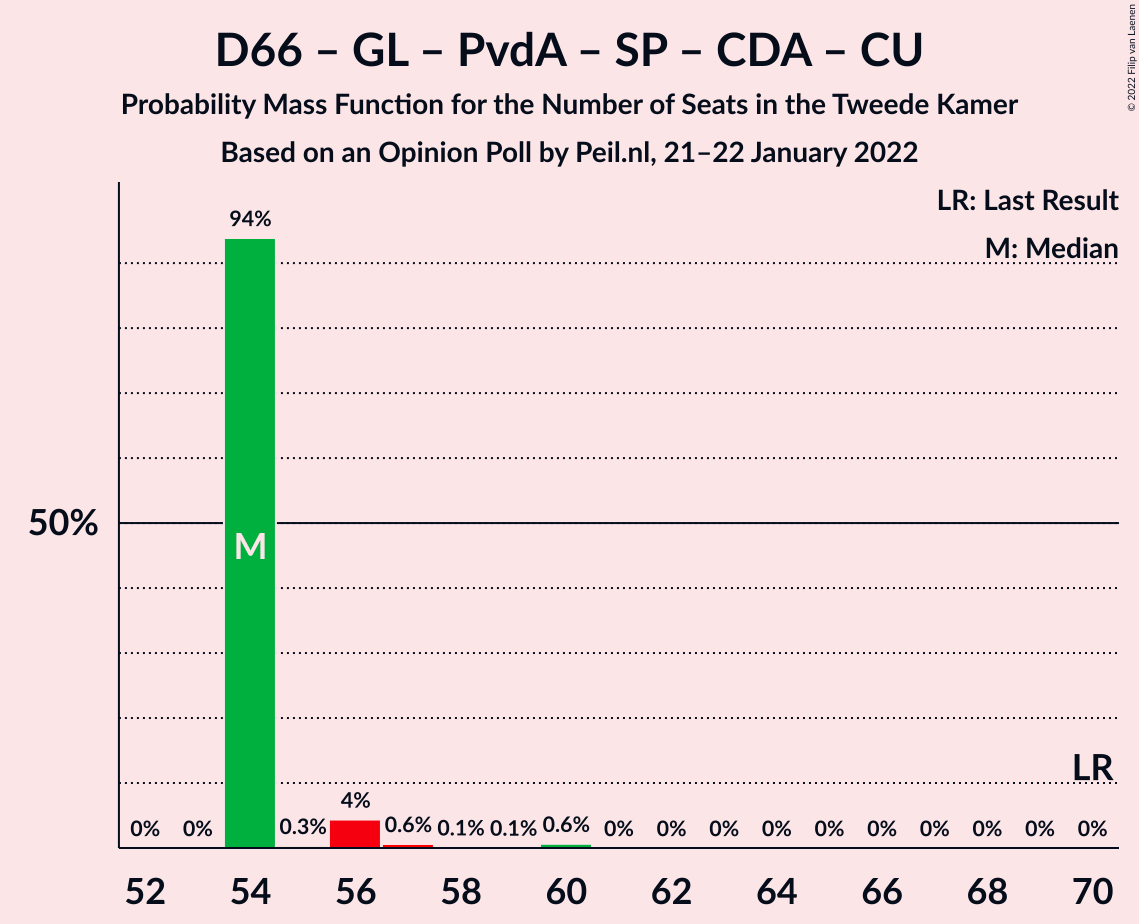 D66 – GL – PvdA – SP – CDA – CU
Probability Mass Function for the Number of Seats in the Tweede Kamer
Based on an Opinion Poll by Peil.nl, 21–22 January 2022
© 2022 Filip van Laenen
LR: Last Result
M: Median
94%
50%
M
LR
0% 0% 0.3% 4% 0.6% 0.1% 0.1% 0.6% 0% 0% 0% 0% 0% 0% 0% 0% 0% 0%
52 54 56 58 60 62 64 66 68 70